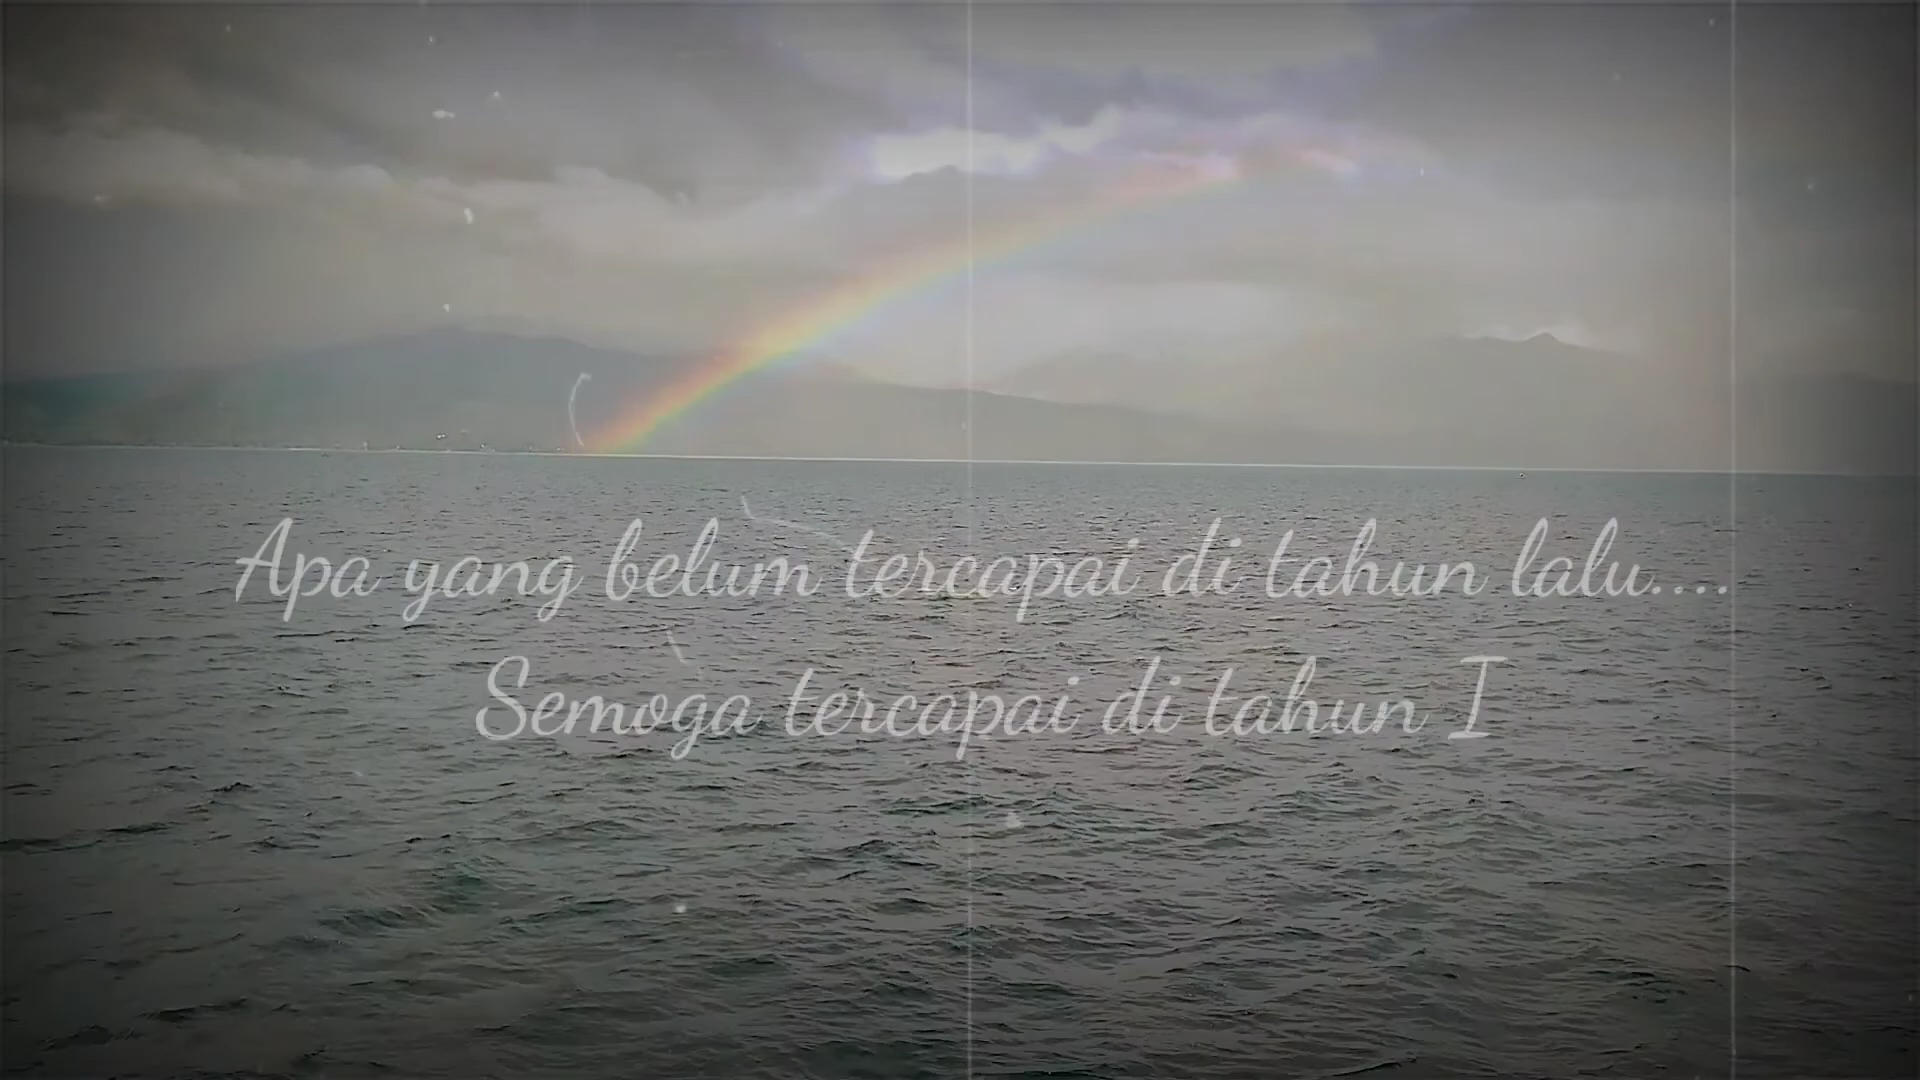 Apa yang belum tercapai di tahun lalu....
Semoga tercapai di tahun I